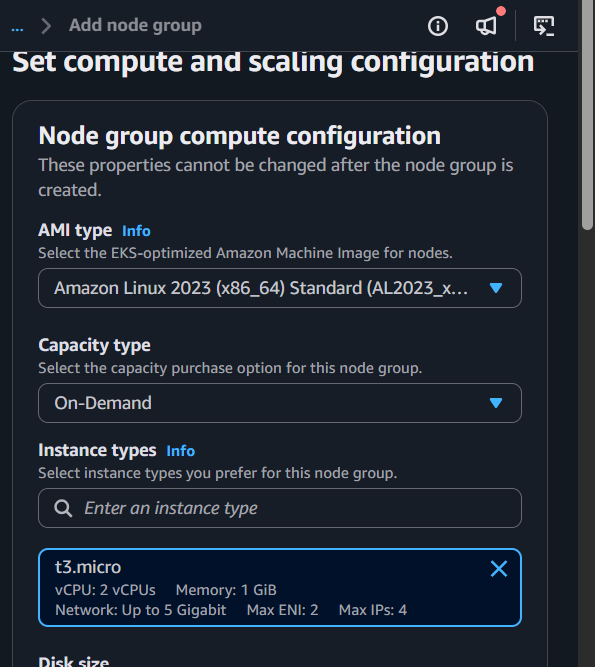 ... Add node group
Set compute and scaling configuration
Node group compute configuration
These properties cannot be changed after the node group is
created.
AMI type Info
Select the EKS-optimized Amazon Machine Image for nodes.
Amazon Linux 2023 (x86_64) Standard (AL2023_x...
Capacity type
Select the capacity purchase option for this node group.
On-Demand
Instance types Info
Select instance types you prefer for this node group.
Enter an instance type
t3.micro
vCPU: 2 vCPUs Memory: 1 GiB
Network: Up to 5 Gigabit Max ENI: 2 Max IPs: 4
Disk size